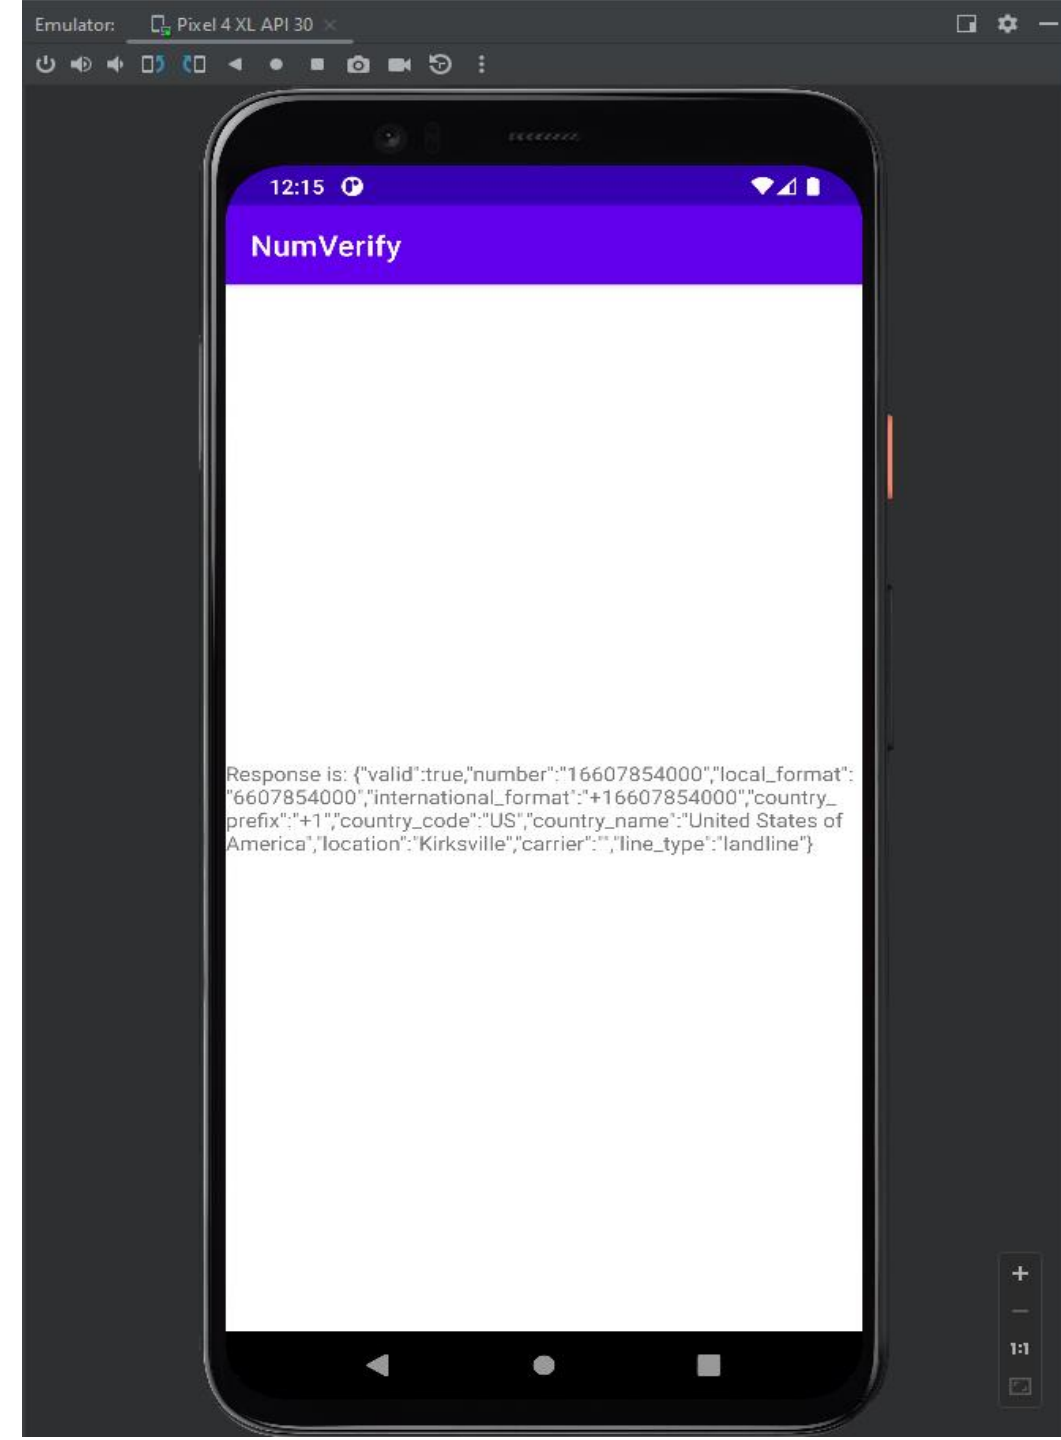 Emulator: Pixel 4 XL API 30
12:15
NumVerify
Response is: {"valid":true,"number":"16607854000","local_format":
"6607854000","international_format":"+16607854000","country_
prefix":"+1","country_code":"US","country_name":"United States of
America","location":"Kirksville","carrier":"","line_type":"landline"}
1:1